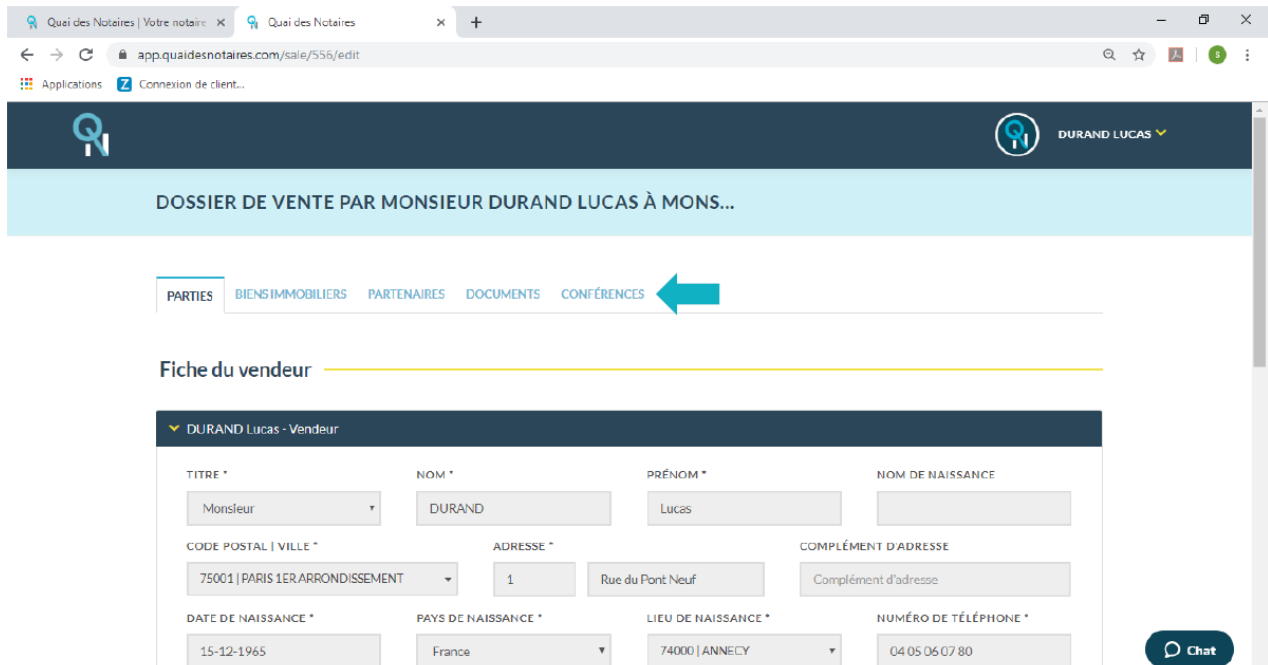 Quai des Notaires | Votre notaire
Quai des Notaires
app.quaidesnotaires.com/sale/556/edit
S
Applications
Z
Connexion de client...
QN
QN
DURAND LUCAS
DOSSIER DE VENTE PAR MONSIEUR DURAND LUCAS À MONS...
PARTIES BIENS IMMOBILIERS PARTENAIRES DOCUMENTS CONFÉRENCES
Fiche du vendeur
DURAND Lucas - Vendeur
TITRE * NOM * PRÉNOM * NOM DE NAISSANCE
Monsieur DURAND Lucas
CODE POSTAL | VILLE * ADRESSE * COMPLÉMENT D'ADRESSE
75001 | PARIS 1ER ARRONDISSEMENT 1 Rue du Pont Neuf Complément d'adresse
DATE DE NAISSANCE * PAYS DE NAISSANCE * LIEU DE NAISSANCE * NUMÉRO DE TÉLÉPHONE *
15-12-1965 France 74000 | ANNECY 04 05 06 07 80
Chat